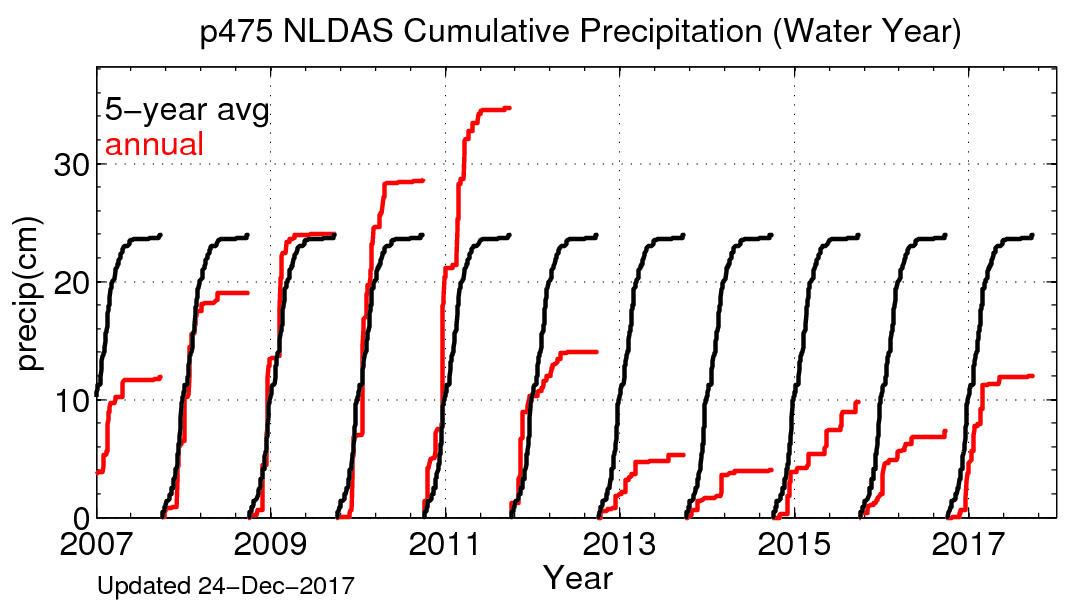 p475 NLDAS Cumulative Precipitation (Water Year)
5−year avg
annual
precip(cm)
30
20
10
0
2007 2009 2011 2013 2015 2017
Year
Updated 24−Dec−2017